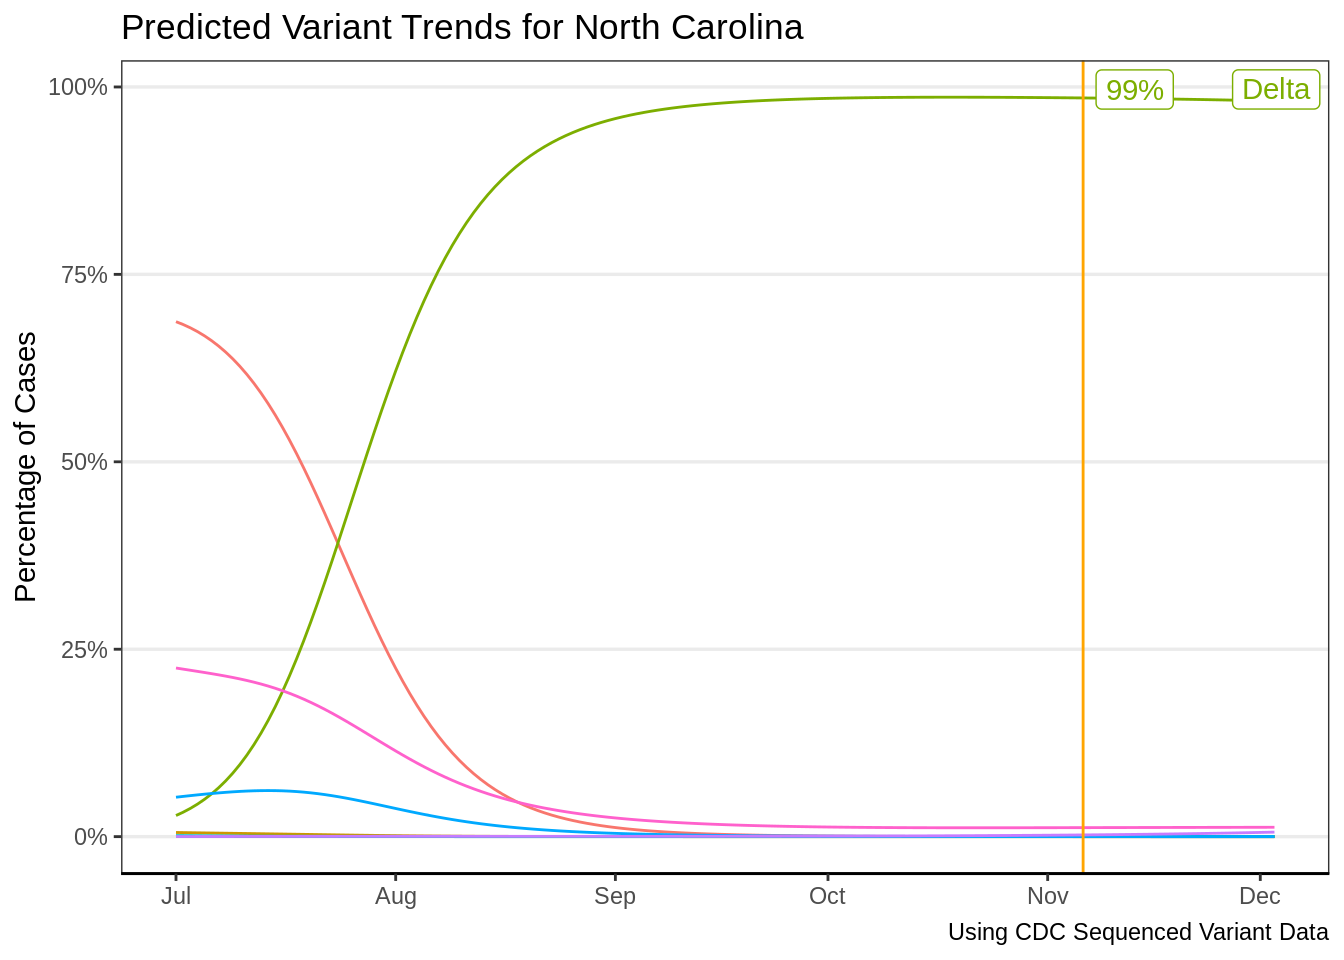 Predicted Variant Trends for North Carolina
100%
75%
50%
25%
0%
Percentage of Cases
99%
Delta
Jul
Aug
Sep
Oct
Nov
Dec
Using CDC Sequenced Variant Data